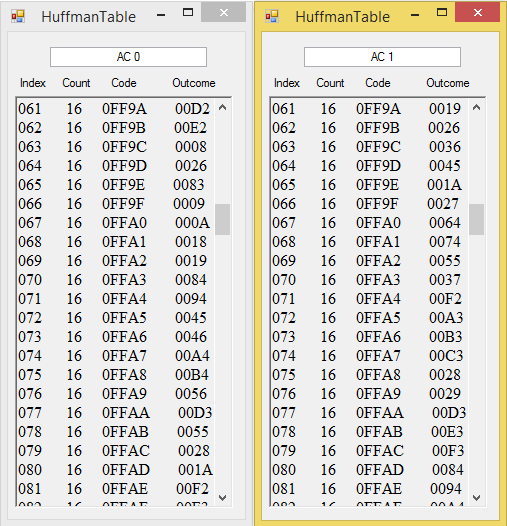 HuffmanTable
AC 0
Index Count Code Outcome
061 16 0FF9A 00D2
062 16 0FF9B 00E2
063 16 0FF9C 0008
064 16 0FF9D 0026
065 16 0FF9E 0083
066 16 0FF9F 0009
067 16 0FFA0 000A
068 16 0FFA1 0018
069 16 0FFA2 0019
070 16 0FFA3 0084
071 16 0FFA4 0094
072 16 0FFA5 0045
073 16 0FFA6 0046
074 16 0FFA7 00A4
075 16 0FFA8 00B4
076 16 0FFA9 0056
077 16 0FFAA 00D3
078 16 0FFAB 0055
079 16 0FFAC 0028
080 16 0FFAD 001A
081 16 0FFAE 00F2
HuffmanTable
AC 1
Index Count Code Outcome
061 16 0FF9A 0019
062 16 0FF9B 0026
063 16 0FF9C 0036
064 16 0FF9D 0045
065 16 0FF9E 001A
066 16 0FF9F 0027
067 16 0FFA0 0064
068 16 0FFA1 0074
069 16 0FFA2 0055
070 16 0FFA3 0037
071 16 0FFA4 00F2
072 16 0FFA5 00A3
073 16 0FFA6 00B3
074 16 0FFA7 00C3
075 16 0FFA8 0028
076 16 0FFA9 0029
077 16 0FFAA 00D3
078 16 0FFAB 00E3
079 16 0FFAC 00F3
080 16 0FFAD 0084
081 16 0FFAE 0094